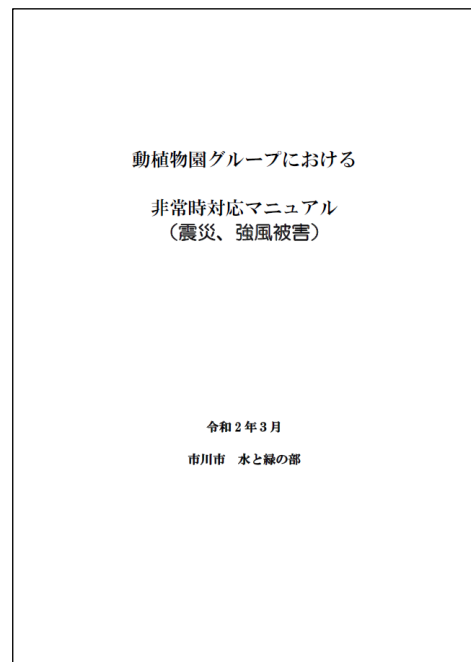 動植物園グループにおける
非常時対応マニュアル
（震災、強風被害）
令和２年３月
市川市　水と緑の部